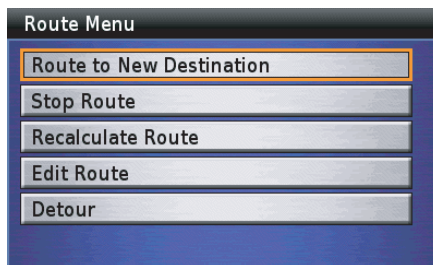 Route Menu
Route to New Destination
Stop Route
Recalculate Route
Edit Route
Detour